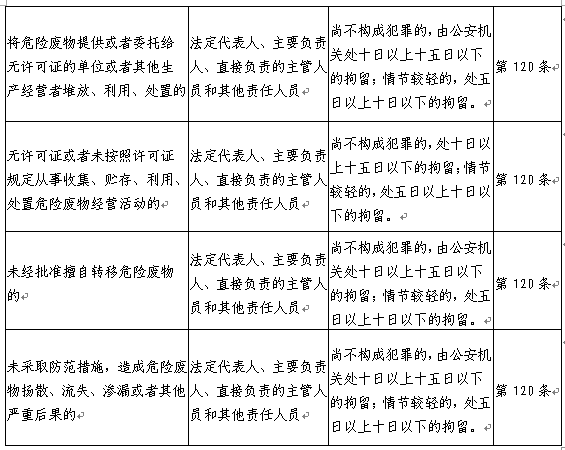 将危险废物提供或者委托给
无许可证的单位或者其他生
产经营者堆放、利用、处置的
法定代表人、主要负责
人、直接负责的主管人
员和其他责任人员
尚不构成犯罪的，由公安机
关处十日以上十五日以下
的拘留；情节较轻的，处五
日以上十日以下的拘留。
第 120 条
无许可证或者未按照许可证
规定从事收集、贮存、利用、
处置危险废物经营活动的
法定代表人、主要负责
人、直接负责的主管人
员和其他责任人员
尚不构成犯罪的，处十日以
上十五日以下的拘留；情节
较轻的，处五日以上十日以
下的拘留。
第 120 条
未经批准擅自转移危险废物
的
法定代表人、主要负责
人、直接负责的主管人
员和其他责任人员
尚不构成犯罪的，由公安机
关处十日以上十五日以下
的拘留；情节较轻的，处五
日以上十日以下的拘留。
第 120 条
未采取防范措施，造成危险废
物扬散、流失、渗漏或者其他
严重后果的
法定代表人、主要负责
人、直接负责的主管人
员和其他责任人员
尚不构成犯罪的，由公安机
关处十日以上十五日以下
的拘留；情节较轻的，处五
日以上十日以下的拘留。
第 120 条